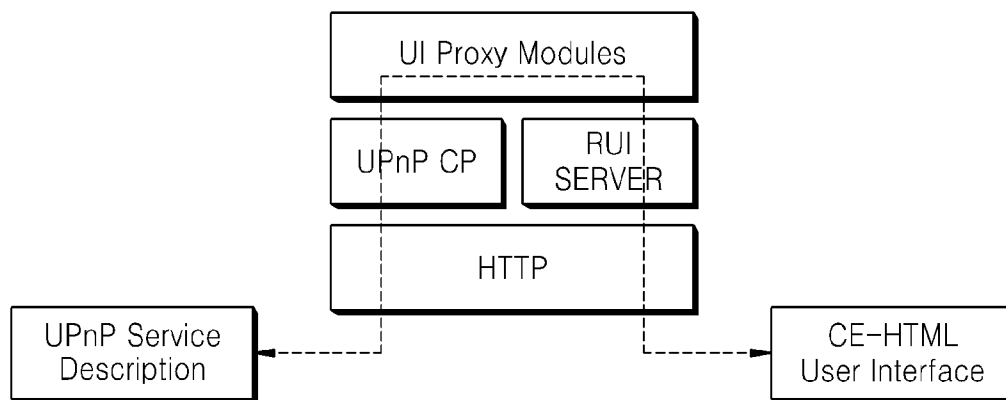 UI Proxy Modules
UPnP CP
RUI
SERVER
HTTP
UPnP Service
Description
CE-HTML
User Interface